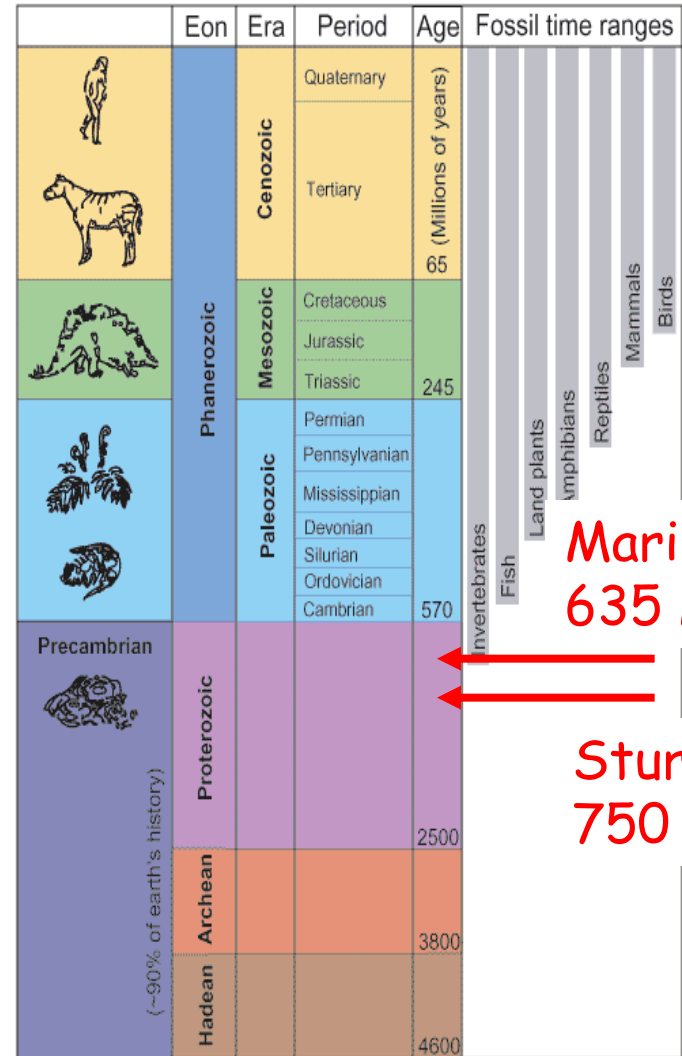 Eon Era Period Age Fossil time ranges
Quaternary
Tertiary
Cenozoic
(Millions of years)
65
Cretaceous
Jurassic
Triassic
Mesozoic
245
Phanerozoic
Permian
Pennsylvanian
Mississippian
Devonian
Silurian
Ordovician
Cambrian
Paleozoic
570
Invertebrates
Fish
Land plants
Amphibians
Reptiles
Mammals
Birds
Mari
635
Precambrian
(~90% of earth's history)
Proterozoic
2500
Stur
750
Archean
3800
Hadean
4600